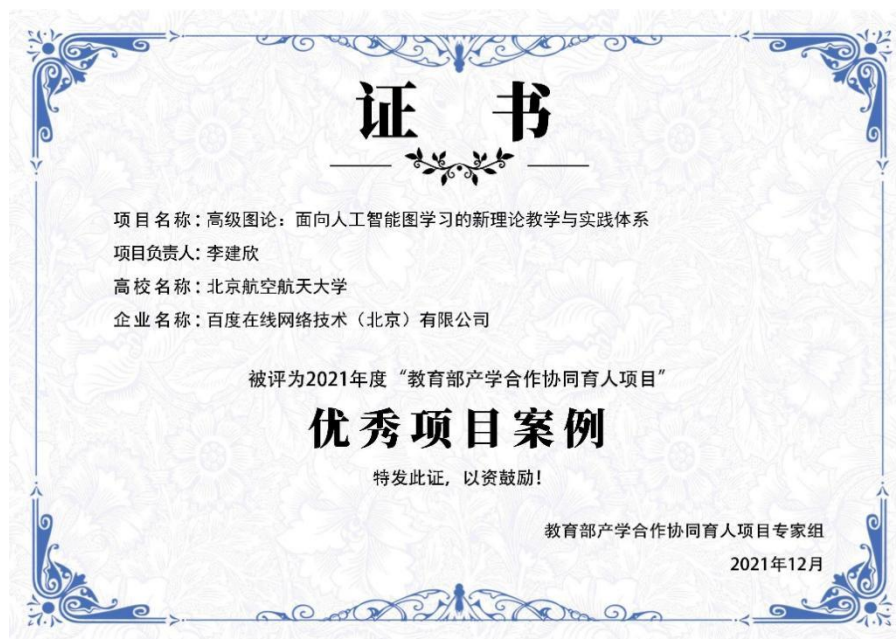 证 书
项目名称：高级图论：面向人工智能图学习的新理论教学与实践体系
项目负责人：李建欣
高校名称：北京航空航天大学
企业名称：百度在线网络技术（北京）有限公司
被评为2021年度“教育部产学合作协同育人项目”
优秀项目案例
特发此证，以资鼓励！
教育部产学合作协同育人项目专家组
2021年12月